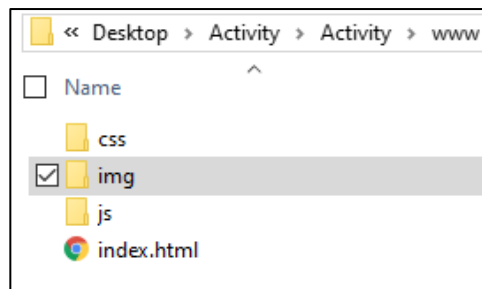 « Desktop > Activity > Activity > www
Name
css
img
js
index.html